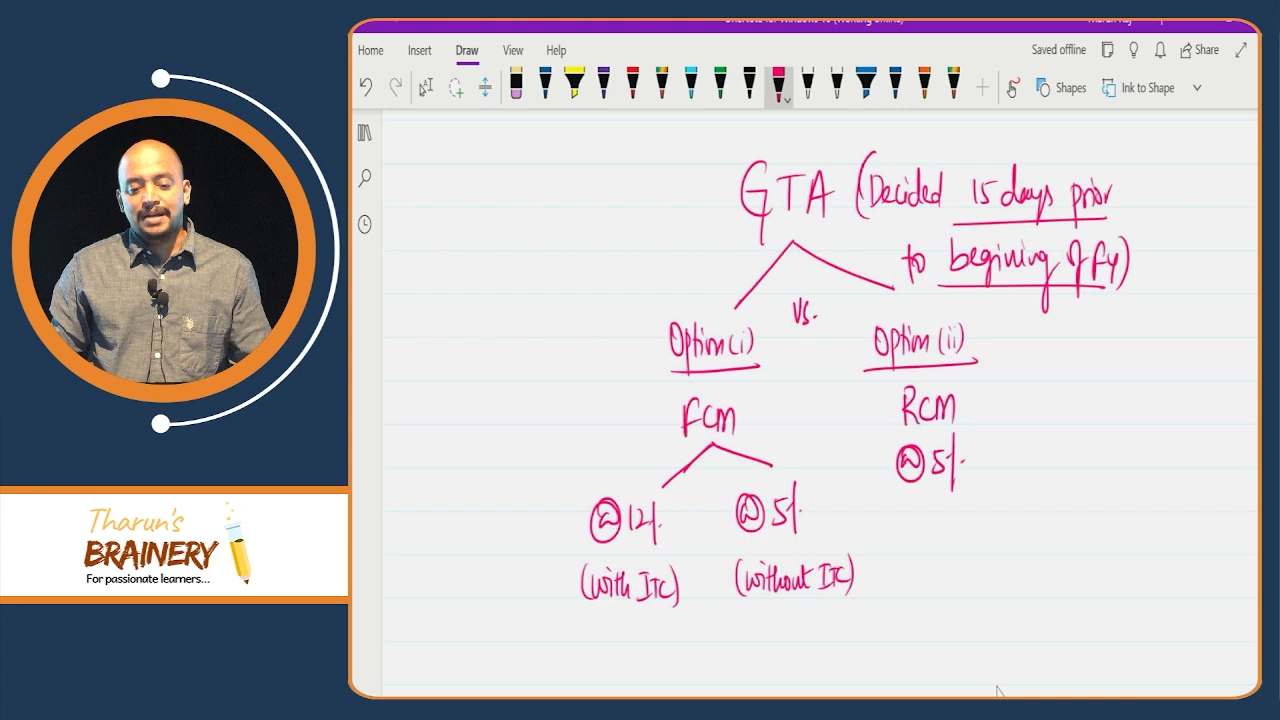 Home Insert Draw View Help
Saved offline Share
Shapes Ink to Shape
GTA (Decided 15 days prior
to begining of FY)
Vs.
Option (i) Option (ii)
FCM RCM
@ 5%
@ 12% @ 5%
(with ITC) (without ITC)
Tharun's
BRAINERY
For passionate learners...